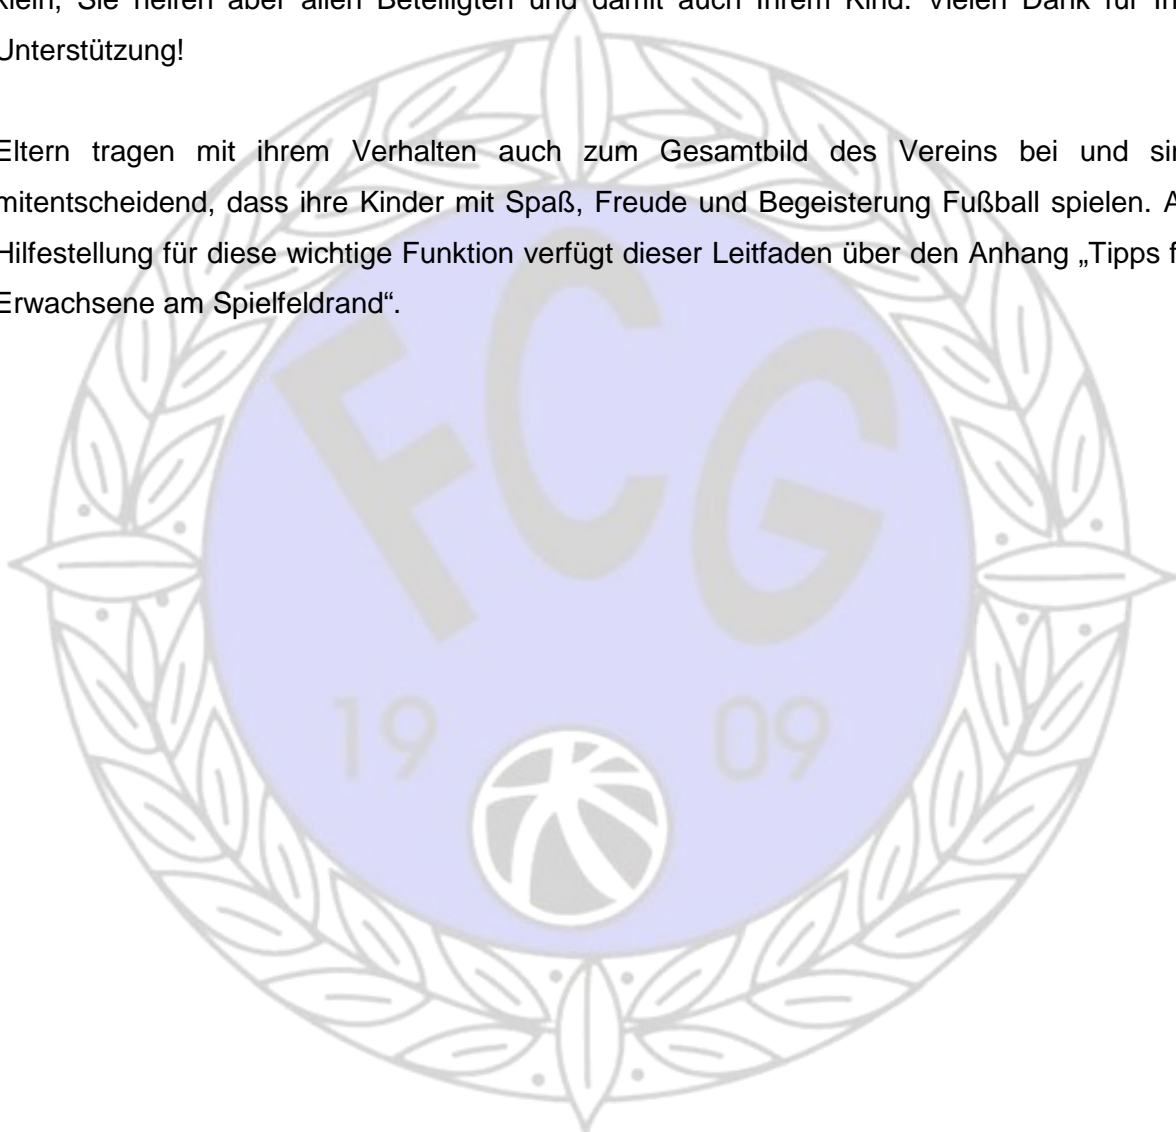 klein, Sie helfen aber allen Beteiligten und damit auch Ihrem Kind. Vielen Dank für
Unterstützung!
Eltern tragen mit ihrem Verhalten auch zum Gesamtbild des Vereins bei und
mitentscheidend, dass ihre Kinder mit Spaß, Freude und Begeisterung Fußball spielen.
Hilfestellung für diese wichtige Funktion verfügt dieser Leitfaden über den Anhang „Tipps
Erwachsene am Spielfeldrand“.
FCG
19 09